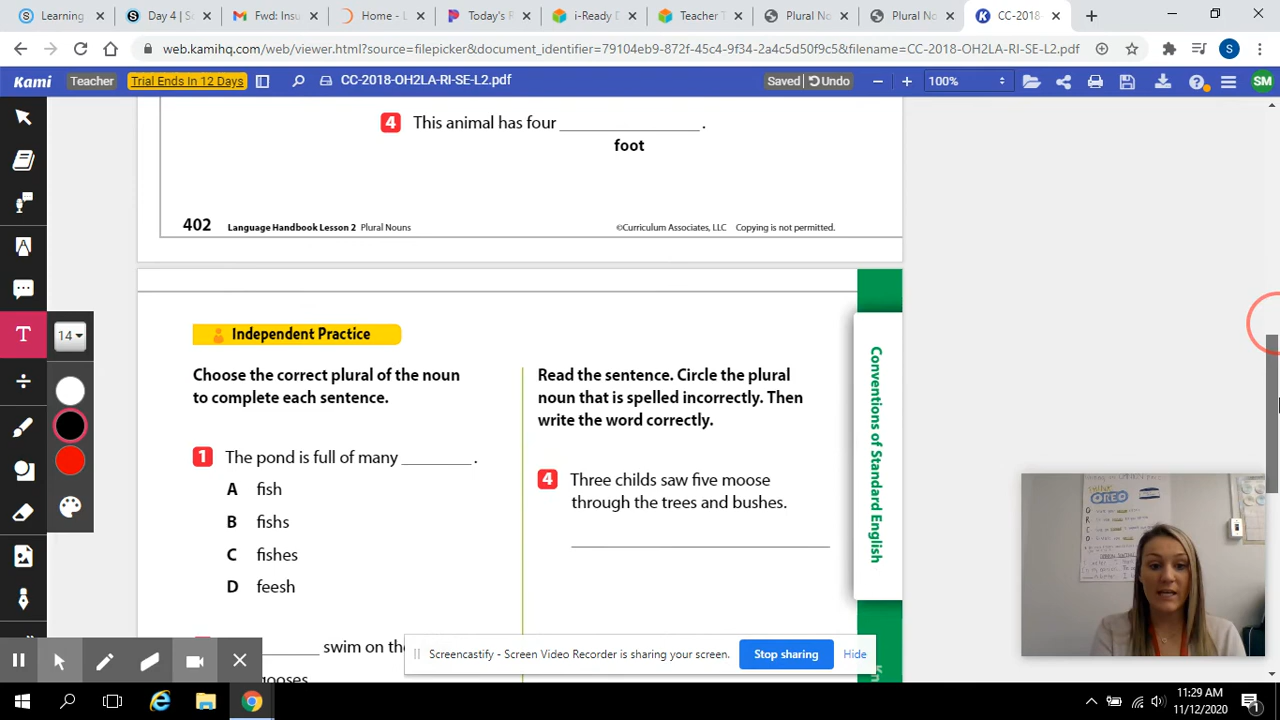 Learning
Day 4 | S
Fwd: Insu
Home - L
Today's R
i-Ready D
Teacher T
Plural No
Plural No
CC-2018-
web.kamihq.com/web/viewer.html?source=filepicker&document_identifier=79104eb9-872f-45c4-9f34-2a4c5d50f9c5&filename=CC-2018-OH2LA-RI-SE-L2.pdf
S
Kami
Teacher
Trial Ends In 12 Days
CC-2018-OH2LA-RI-SE-L2.pdf
Saved
Undo
100%
SM
4 This animal has four ____________.
foot
402 Language Handbook Lesson 2 Plural Nouns
©Curriculum Associates, LLC Copying is not permitted.
14
Independent Practice
Choose the correct plural of the noun
to complete each sentence.
1 The pond is full of many _______.
A fish
B fishs
C fishes
D feesh
swim on the
gooses
Read the sentence. Circle the plural
noun that is spelled incorrectly. Then
write the word correctly.
4 Three childs saw five moose
through the trees and bushes.
Conventions of Standard English
OREO
Screencastify - Screen Video Recorder is sharing your screen.
Stop sharing
Hide
11:29 AM
11/12/2020